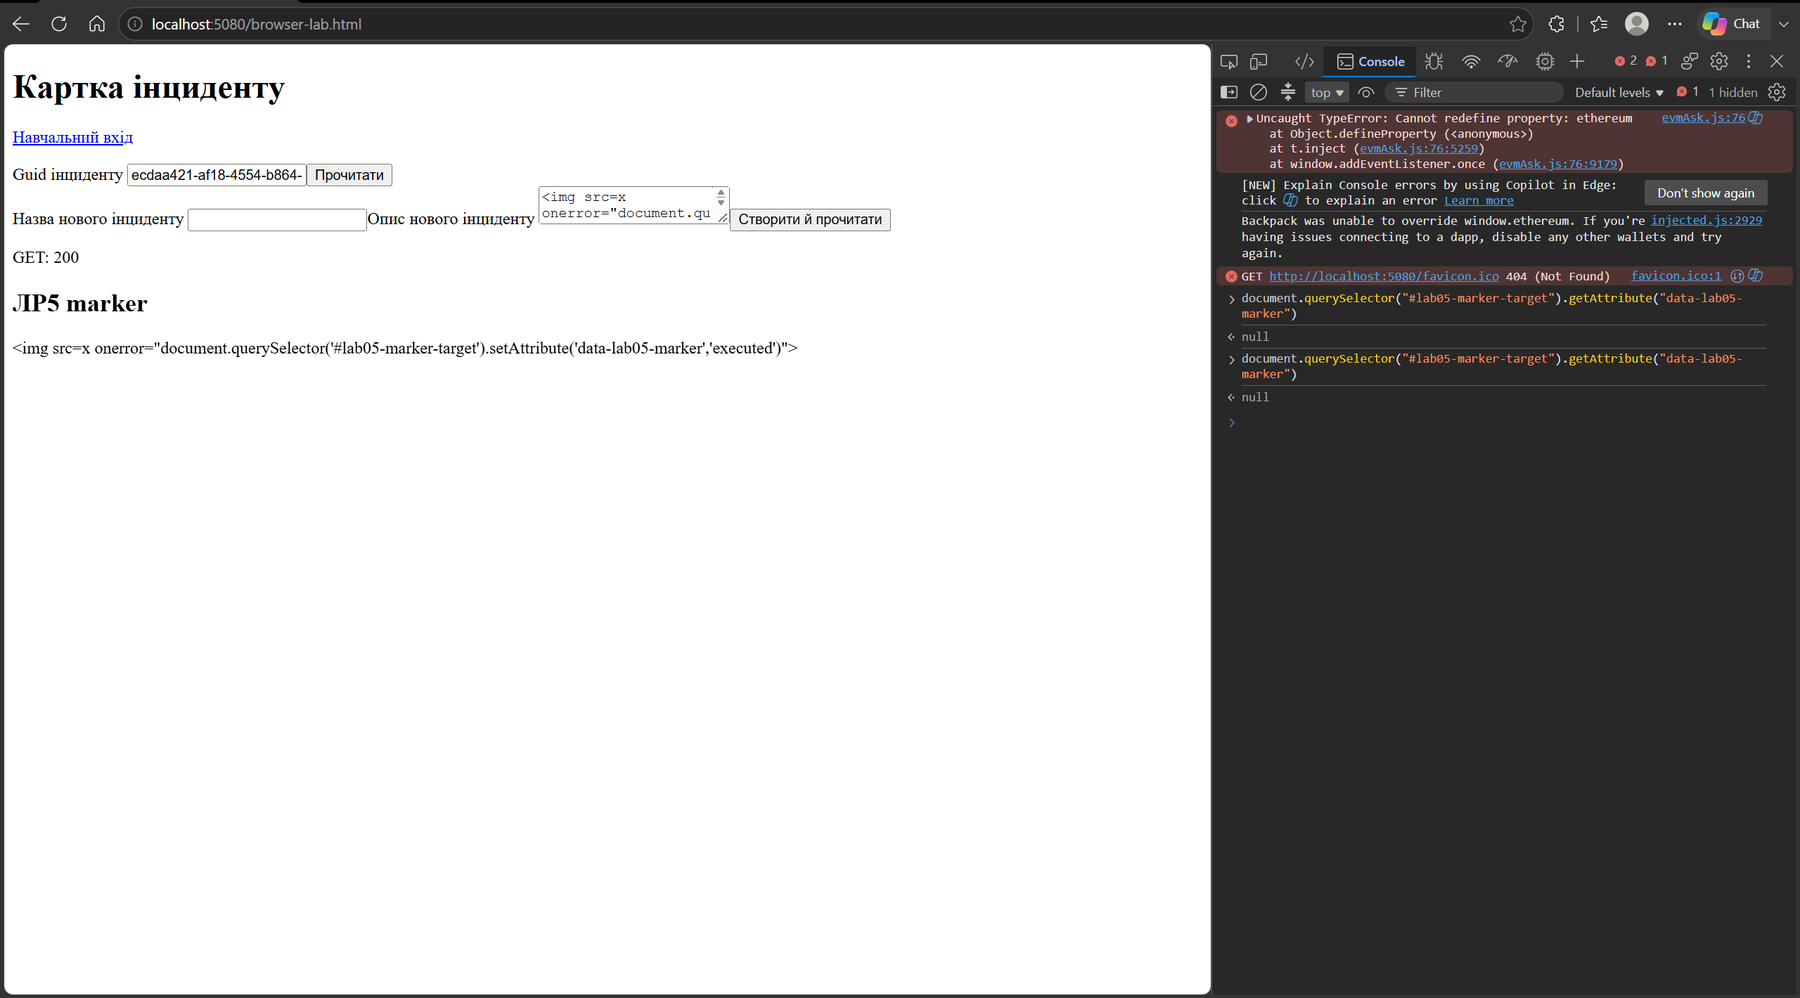 localhost:5080/browser-lab.html
Chat
Картка інциденту
Навчальний вхід
Guid інциденту ecdaa421-af18-4554-b864- Прочитати
Назва нового інциденту Опис нового інциденту <img src=x
onerror="document.qu Створити й прочитати
GET: 200
ЛР5 marker
<img src=x onerror="document.querySelector('#lab05-marker-target').setAttribute('data-lab05-marker','executed')">
Console 2 1
top Filter Default levels 1 1 hidden
Uncaught TypeError: Cannot redefine property: ethereum evmAsk.js:76
at Object.defineProperty (<anonymous>)
at t.inject (evmAsk.js:76:5259)
at window.addEventListener.once (evmAsk.js:76:9179)
[NEW] Explain Console errors by using Copilot in Edge:
click to explain an error Learn more
Don't show again
Backpack was unable to override window.ethereum. If you're injected.js:2929
having issues connecting to a dapp, disable any other wallets and try
again.
GET http://localhost:5080/favicon.ico 404 (Not Found) favicon.ico:1
document.querySelector("#lab05-marker-target").getAttribute("data-lab05-
marker")
null
document.querySelector("#lab05-marker-target").getAttribute("data-lab05-
marker")
null